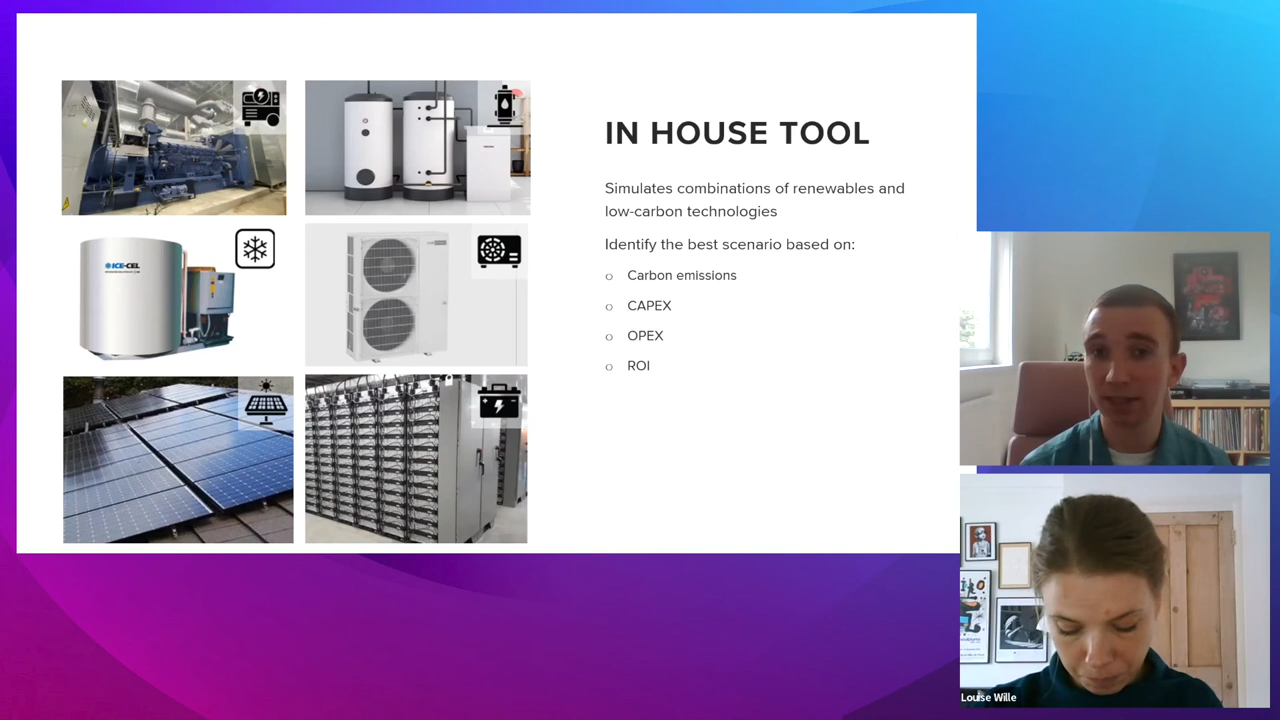 IN HOUSE TOOL
Simulates combinations of renewables and
low-carbon technologies
Identify the best scenario based on:
o Carbon emissions
o CAPEX
o OPEX
o ROI
ICE-CEL
Louise Wille